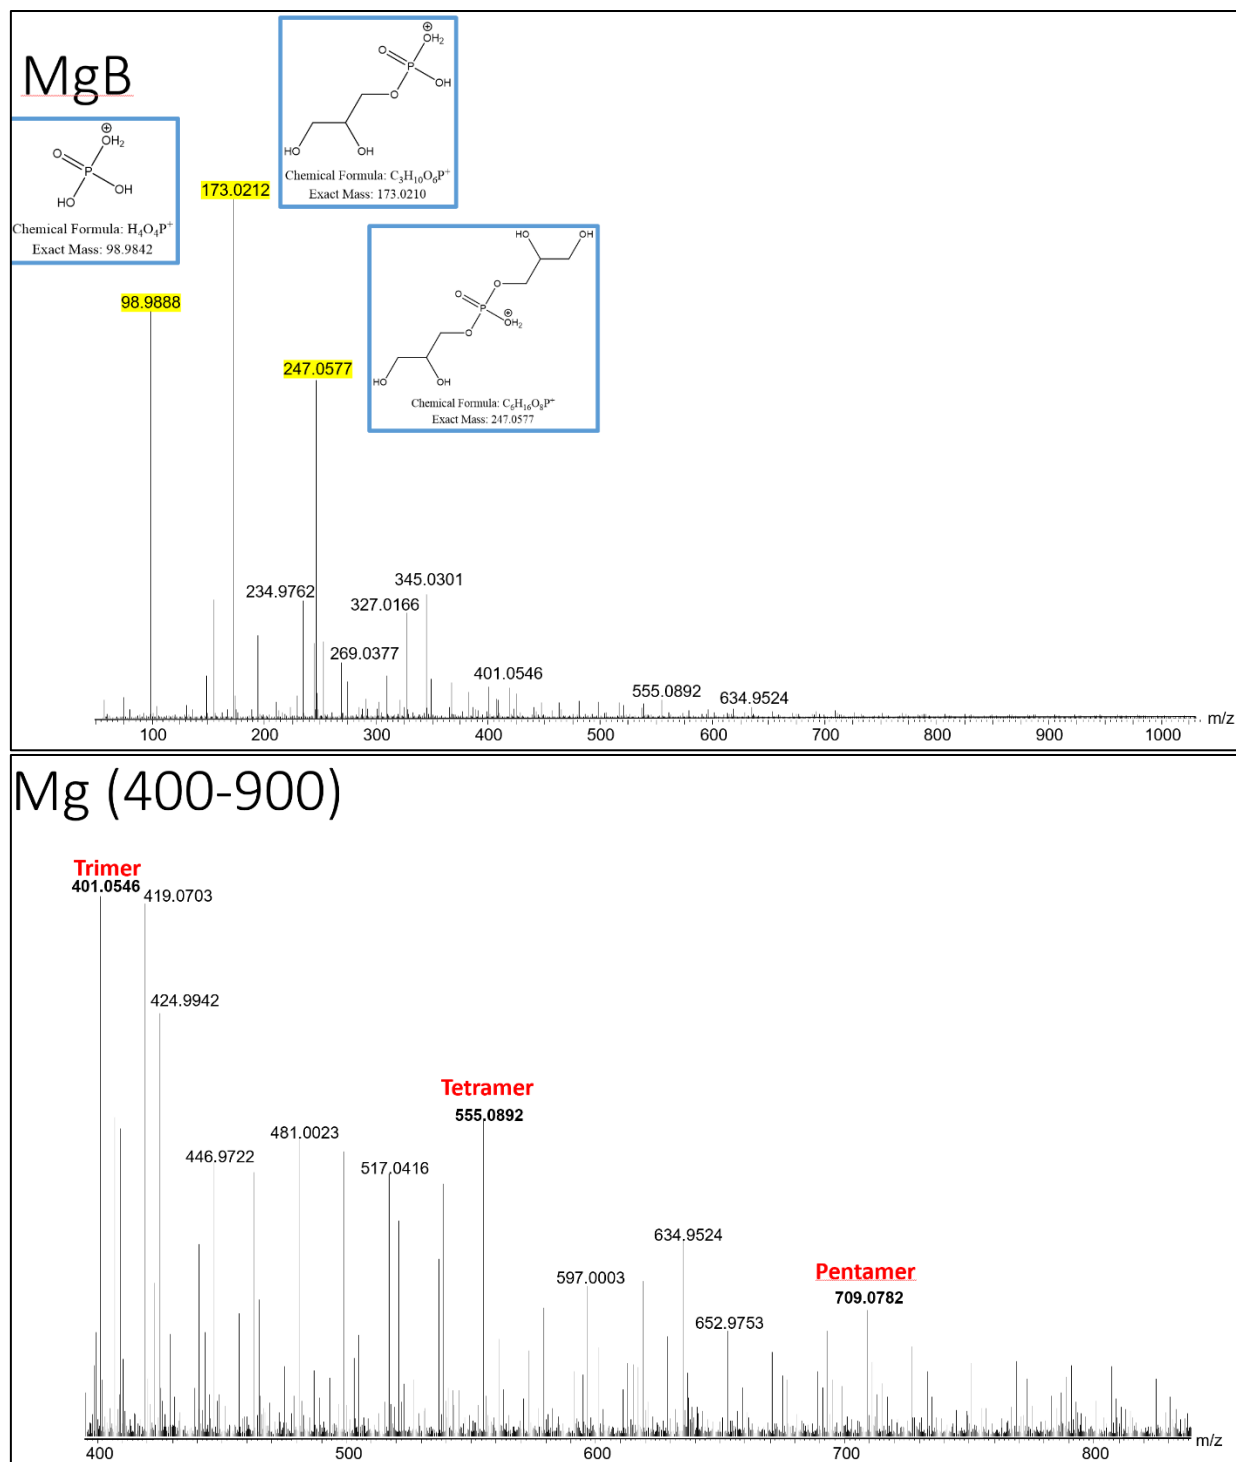 MgB
⊕
OH₂
O
P
OH
O
HO
OH
Chemical Formula: C₃H₁₀O₆P⁺
Exact Mass: 173.0210
⊕
OH₂
O
P
OH
HO
Chemical Formula: H₄O₄P⁺
Exact Mass: 98.9842
173.0212
HO
OH
O
O
P
⊕
OH₂
O
HO
OH
Chemical Formula: C₆H₁₆O₈P⁺
Exact Mass: 247.0577
98.9888
247.0577
234.9762
345.0301
327.0166
269.0377
401.0546
555.0892
634.9524
m/z
100 200 300 400 500 600 700 800 900 1000
Mg (400-900)
Trimer
401.0546
419.0703
424.9942
Tetramer
555.0892
481.0023
446.9722
517.0416
634.9524
597.0003
Pentamer
709.0782
652.9753
m/z
400 500 600 700 800